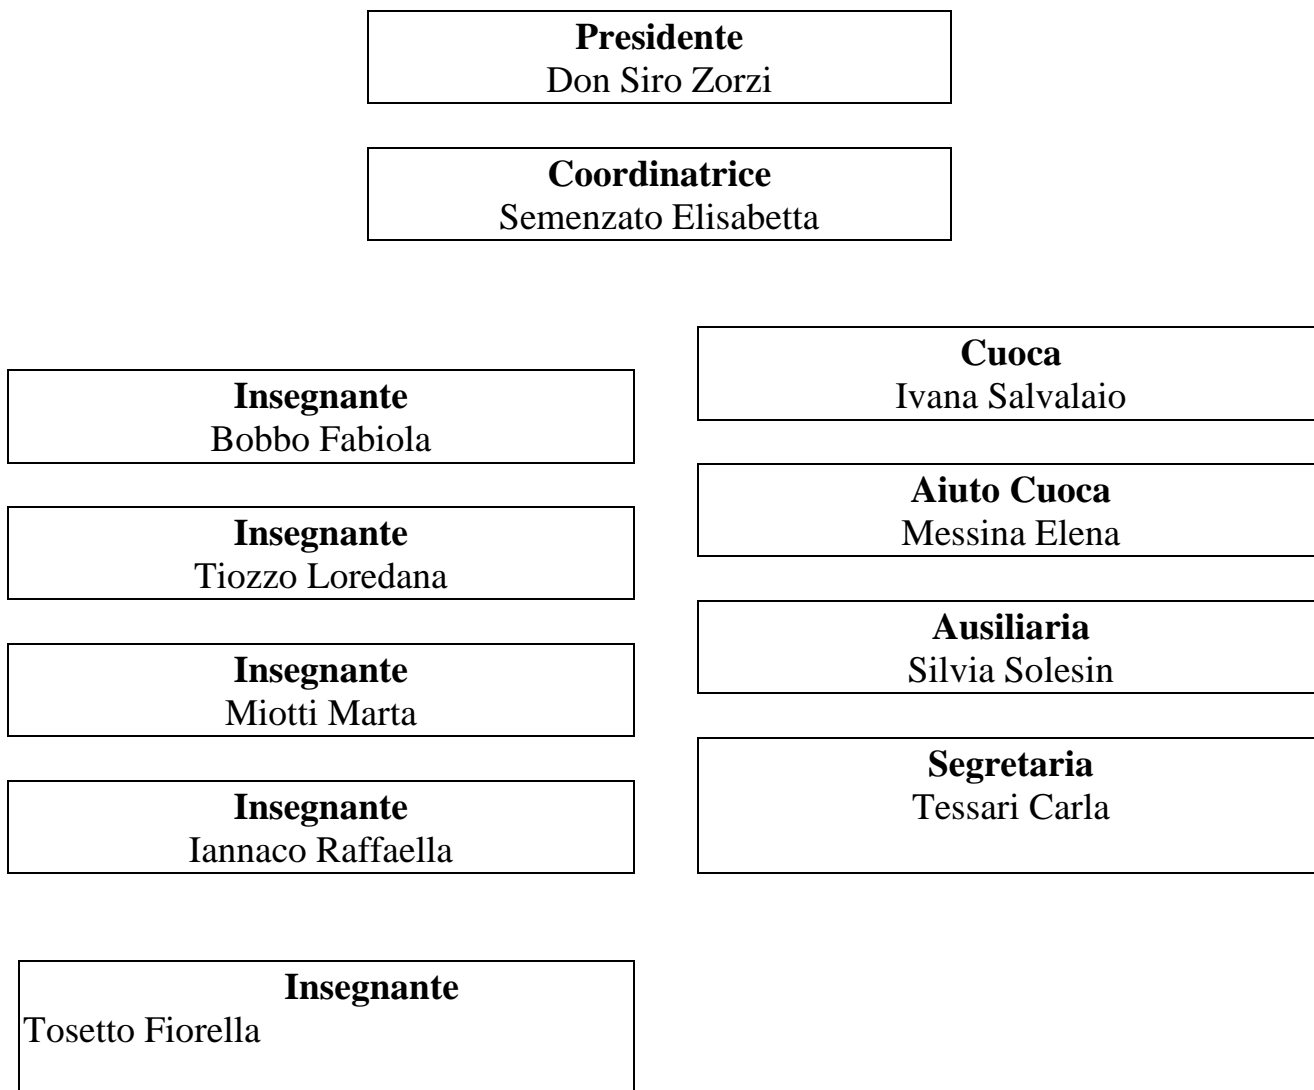 Presidente
Don Siro Zorzi
Coordinatrice
Semenzato Elisabetta
Insegnante
Bobbo Fabiola
Insegnante
Tiozzo Loredana
Insegnante
Miotti Marta
Insegnante
Iannaco Raffaella
Insegnante
Tosetto Fiorella
Cuoca
Ivana Salvalaio
Aiuto Cuoca
Messina Elena
Ausiliaria
Silvia Solesin
Segretaria
Tessari Carla